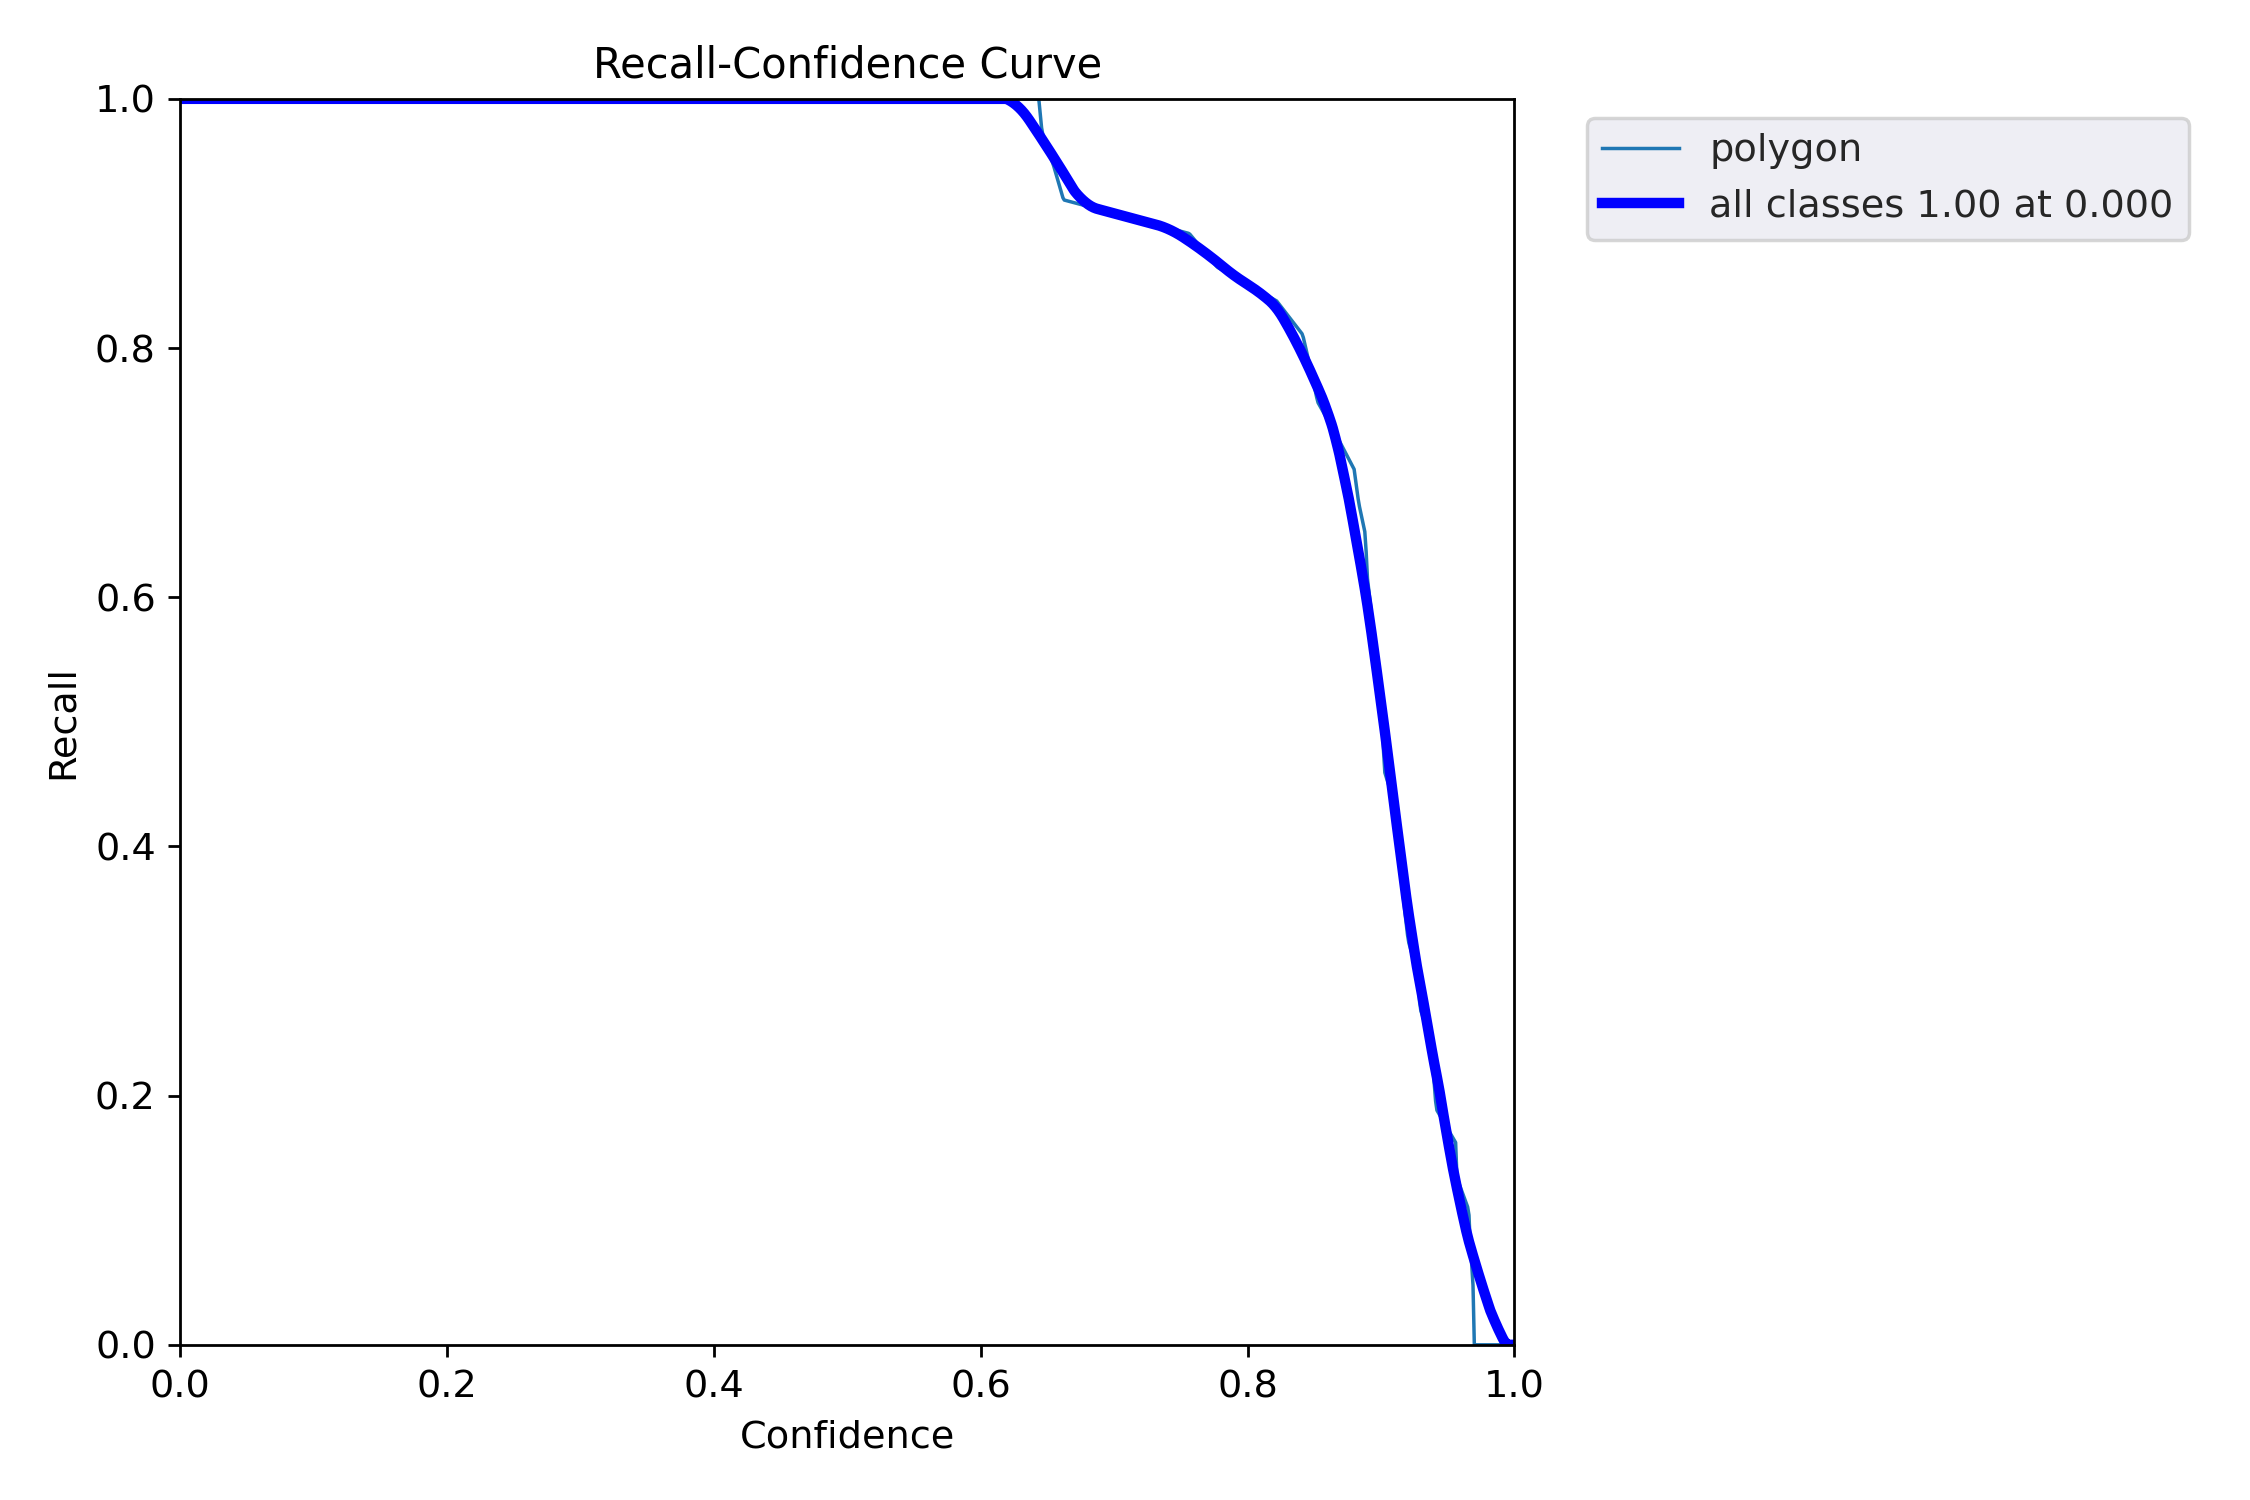 Recall-Confidence Curve
1.0
0.8
0.6
0.4
0.2
0.0
Recall
0.0 0.2 0.4 0.6 0.8 1.0
Confidence
polygon
all classes 1.00 at 0.000